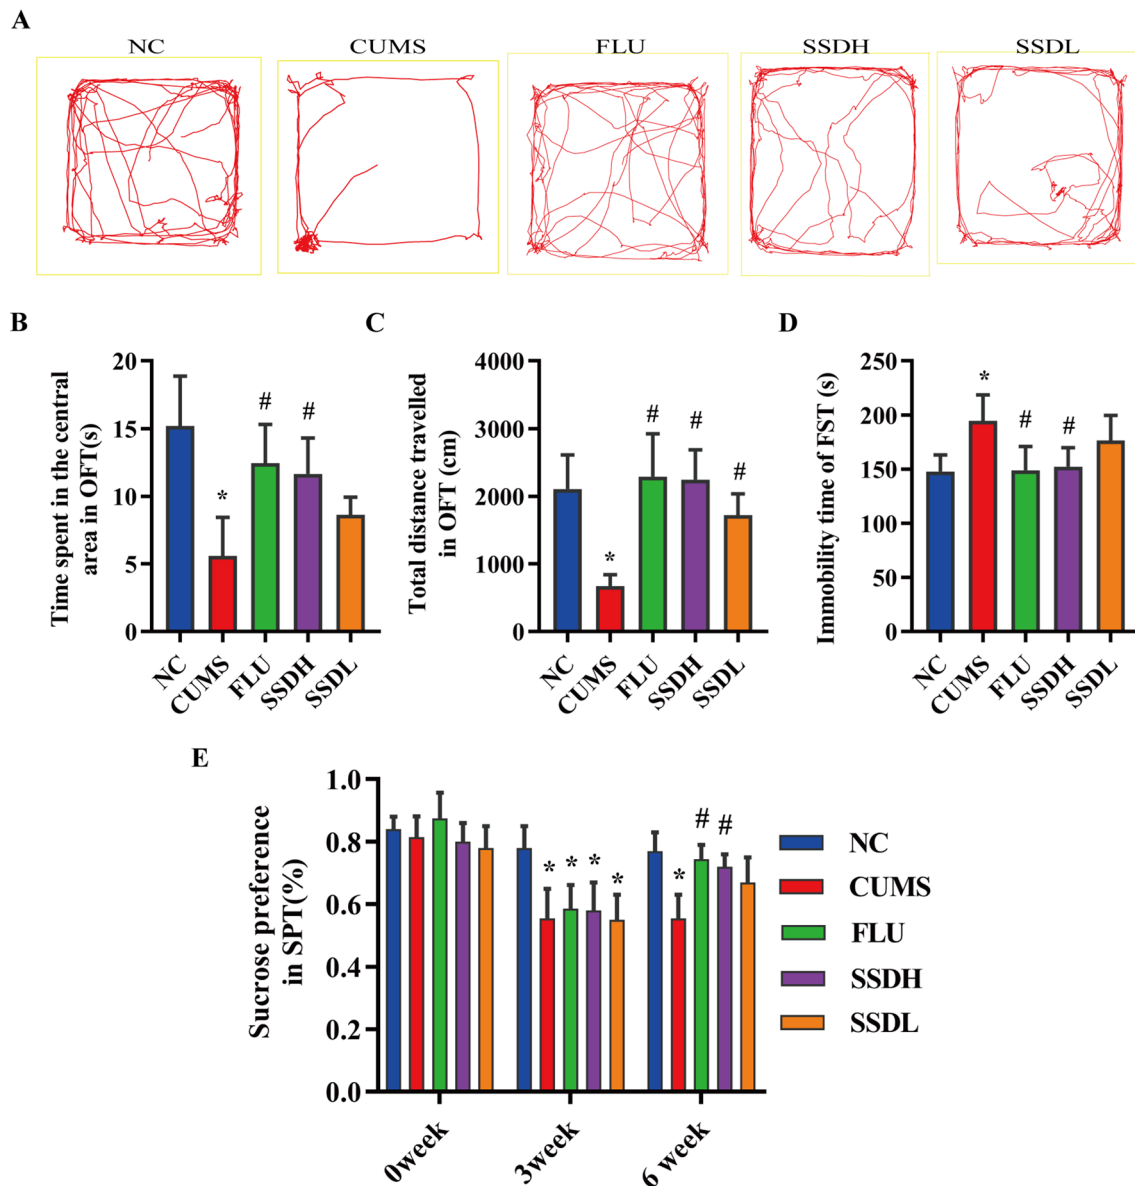 A
NC CUMS FLU SSDH SSDL
B C D
Time spent in the central
area in OFT(s)
20
15
10
5
0
*
#
#
NC
CUMS
FLU
SSDH
SSDL
Total distance travelled
in OFT (cm)
4000
3000
2000
1000
0
*
#
#
#
NC
CUMS
FLU
SSDH
SSDL
Immobility time of FST (s)
250
200
150
100
50
0
*
#
#
NC
CUMS
FLU
SSDH
SSDL
E
Sucrose preference
in SPT(%)
1.0
0.8
0.6
0.4
0.2
0.0
* * * *
* # #
0week
3week
6 week
NC
CUMS
FLU
SSDH
SSDL